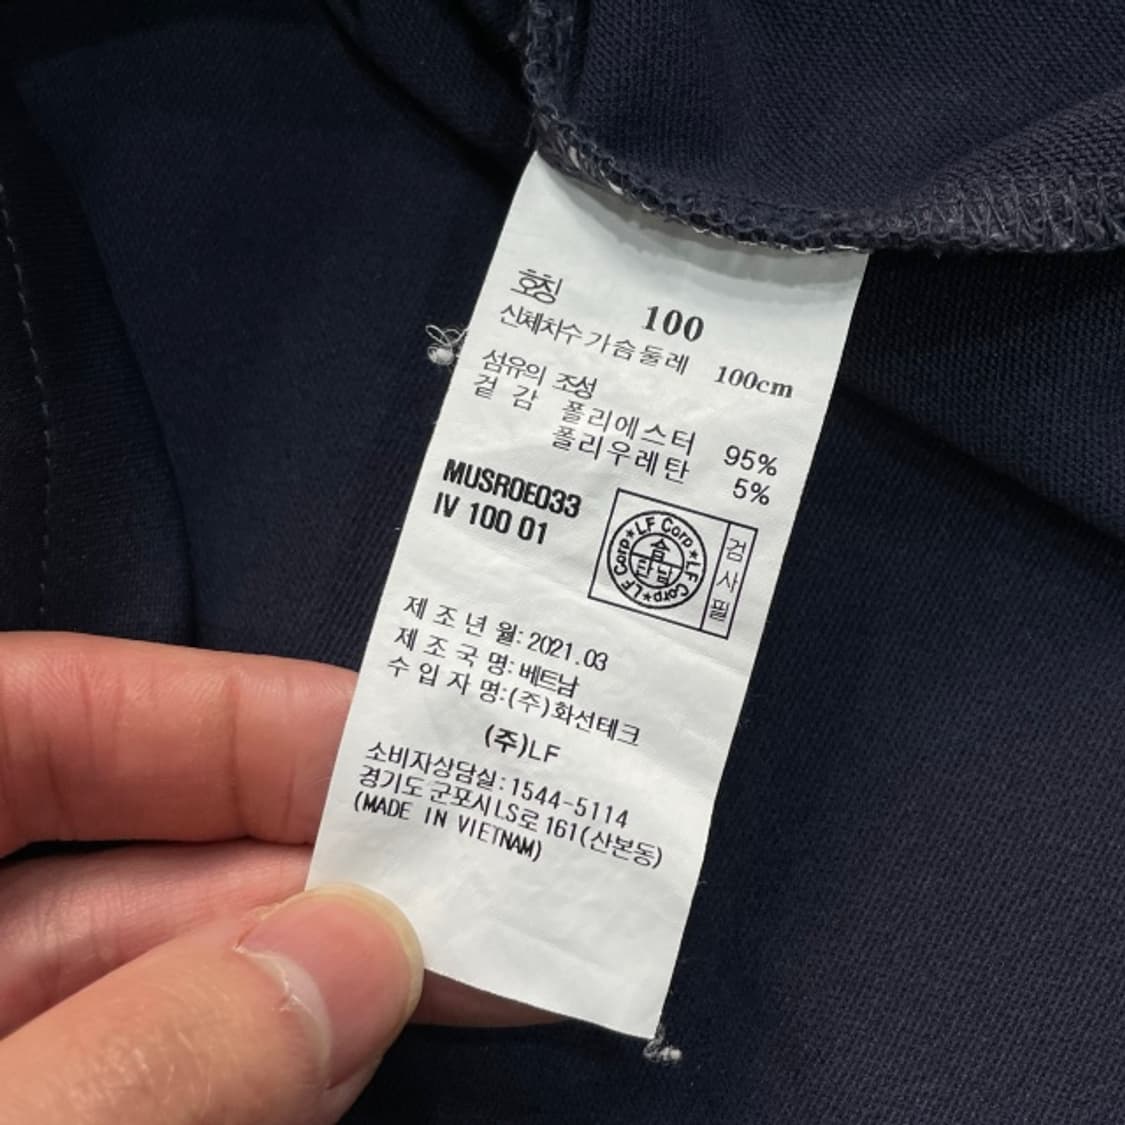 호칭 100
신체치수 가슴둘레 100cm
섬유의 조성
겉 감 폴리에스터 95%
폴리우레탄 5%
MUSR0E033
IV 100 01
LF Corp★LF Corp★LF Corp★
검사필
제 조 년 월: 2021.03
제 조 국 명: 베트남
수 입 자 명:(주)화선테크
(주)LF
소비자상담실:1544-5114
경기도 군포시 LS로 161(산본동)
(MADE IN VIETNAM)